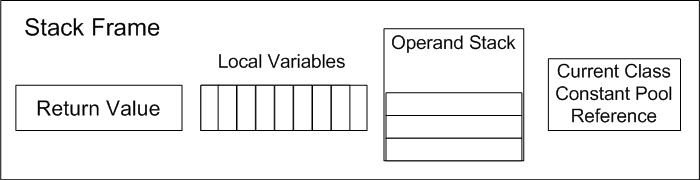 Stack Frame
Return Value
Local Variables
Operand Stack
Current Class
Constant Pool
Reference